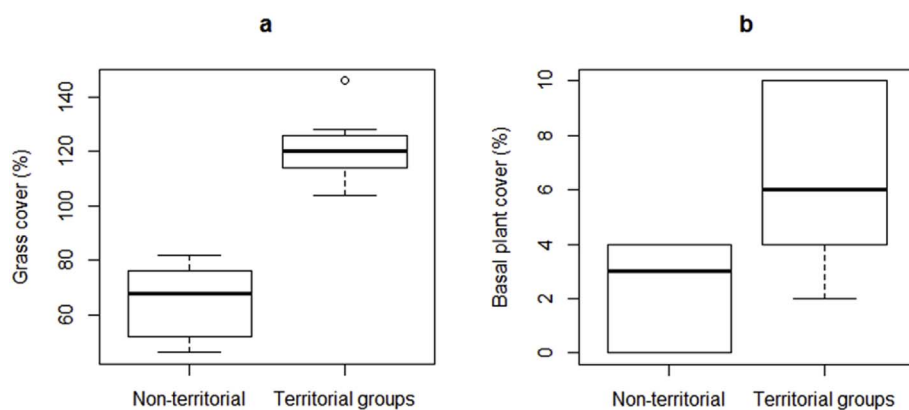 a
Grass cover (%)
140
120
100
80
60
Non-territorial
Territorial groups
b
Basal plant cover (%)
10
8
6
4
2
0
Non-territorial
Territorial groups